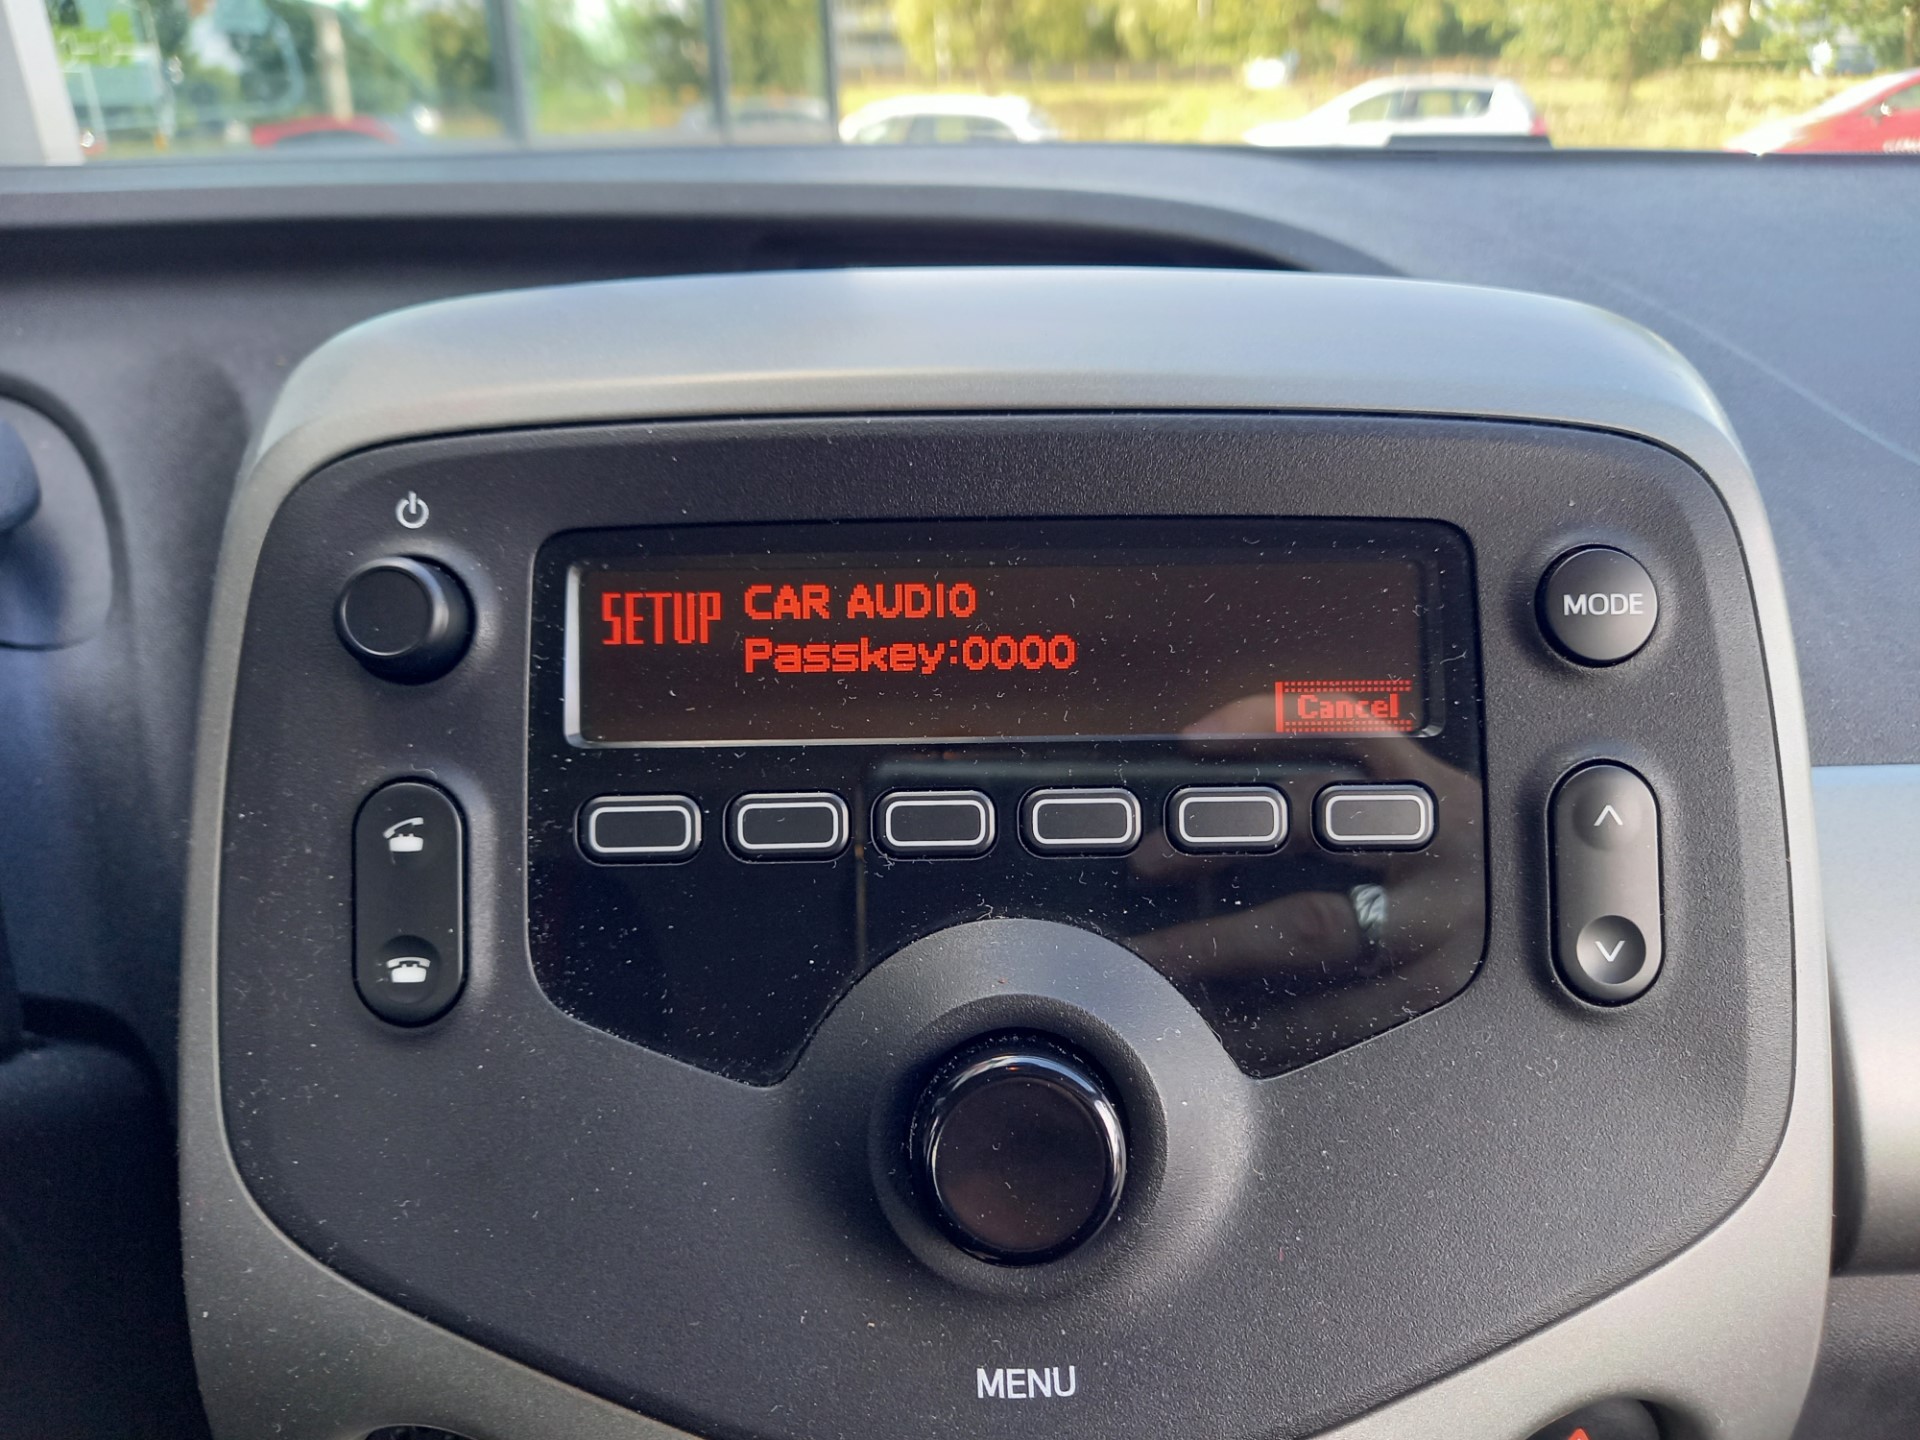 SETUP CAR AUDIO
Passkey:0000
Cancel
MODE
MENU